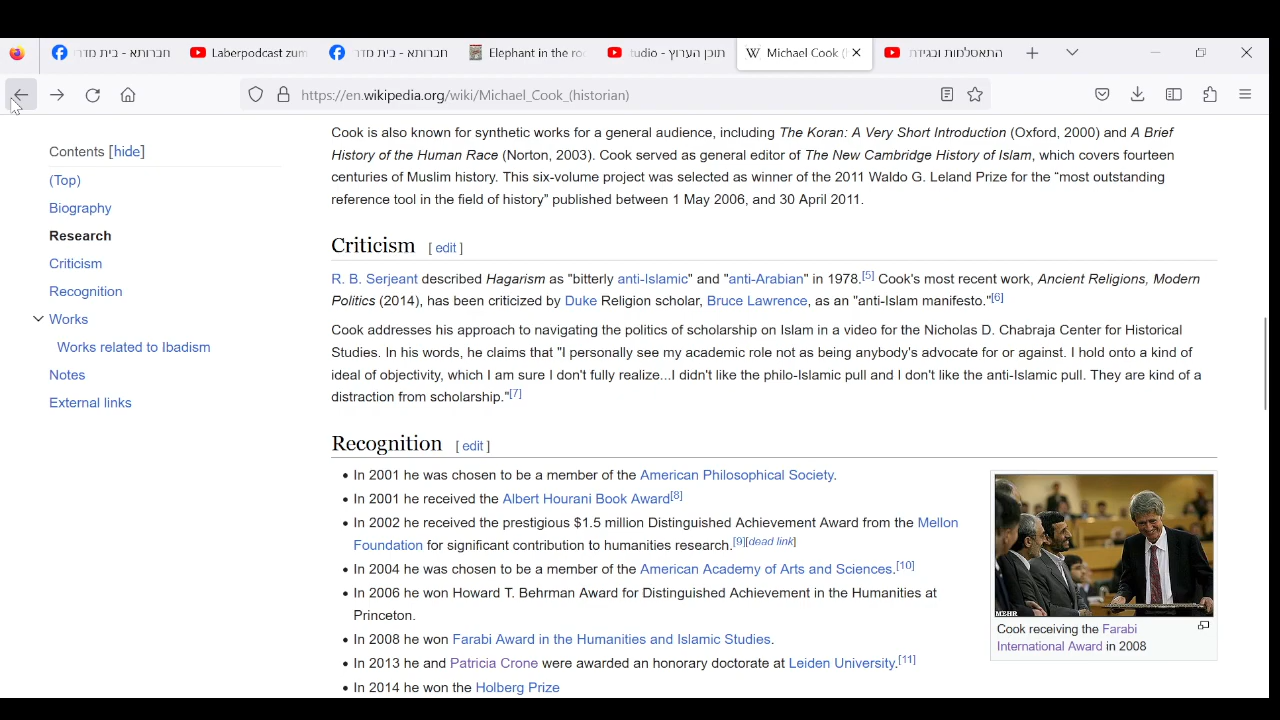 חברותא - בית מדר
Laberpodcast zum
חברותא - בית מדר
Elephant in the roo
תוכן הערוץ - tudio
Michael Cook (
התאסלמות ובגידה
https://en.wikipedia.org/wiki/Michael_Cook_(historian)
Contents [hide]
(Top)
Biography
Research
Criticism
Recognition
Works
Works related to Ibadism
Notes
External links
Cook is also known for synthetic works for a general audience, including The Koran: A Very Short Introduction (Oxford, 2000) and A Brief
History of the Human Race (Norton, 2003). Cook served as general editor of The New Cambridge History of Islam, which covers fourteen
centuries of Muslim history. This six-volume project was selected as winner of the 2011 Waldo G. Leland Prize for the “most outstanding
reference tool in the field of history” published between 1 May 2006, and 30 April 2011.
Criticism [ edit ]
R. B. Serjeant described Hagarism as "bitterly anti-Islamic" and "anti-Arabian" in 1978.[5] Cook's most recent work, Ancient Religions, Modern
Politics (2014), has been criticized by Duke Religion scholar, Bruce Lawrence, as an "anti-Islam manifesto."[6]
Cook addresses his approach to navigating the politics of scholarship on Islam in a video for the Nicholas D. Chabraja Center for Historical
Studies. In his words, he claims that "I personally see my academic role not as being anybody's advocate for or against. I hold onto a kind of
ideal of objectivity, which I am sure I don't fully realize...I didn't like the philo-Islamic pull and I don't like the anti-Islamic pull. They are kind of a
distraction from scholarship."[7]
Recognition [ edit ]
• In 2001 he was chosen to be a member of the American Philosophical Society.
• In 2001 he received the Albert Hourani Book Award[8]
• In 2002 he received the prestigious $1.5 million Distinguished Achievement Award from the Mellon
Foundation for significant contribution to humanities research.[9][dead link]
• In 2004 he was chosen to be a member of the American Academy of Arts and Sciences.[10]
• In 2006 he won Howard T. Behrman Award for Distinguished Achievement in the Humanities at
Princeton.
• In 2008 he won Farabi Award in the Humanities and Islamic Studies.
• In 2013 he and Patricia Crone were awarded an honorary doctorate at Leiden University.[11]
• In 2014 he won the Holberg Prize
MEHR
Cook receiving the Farabi
International Award in 2008